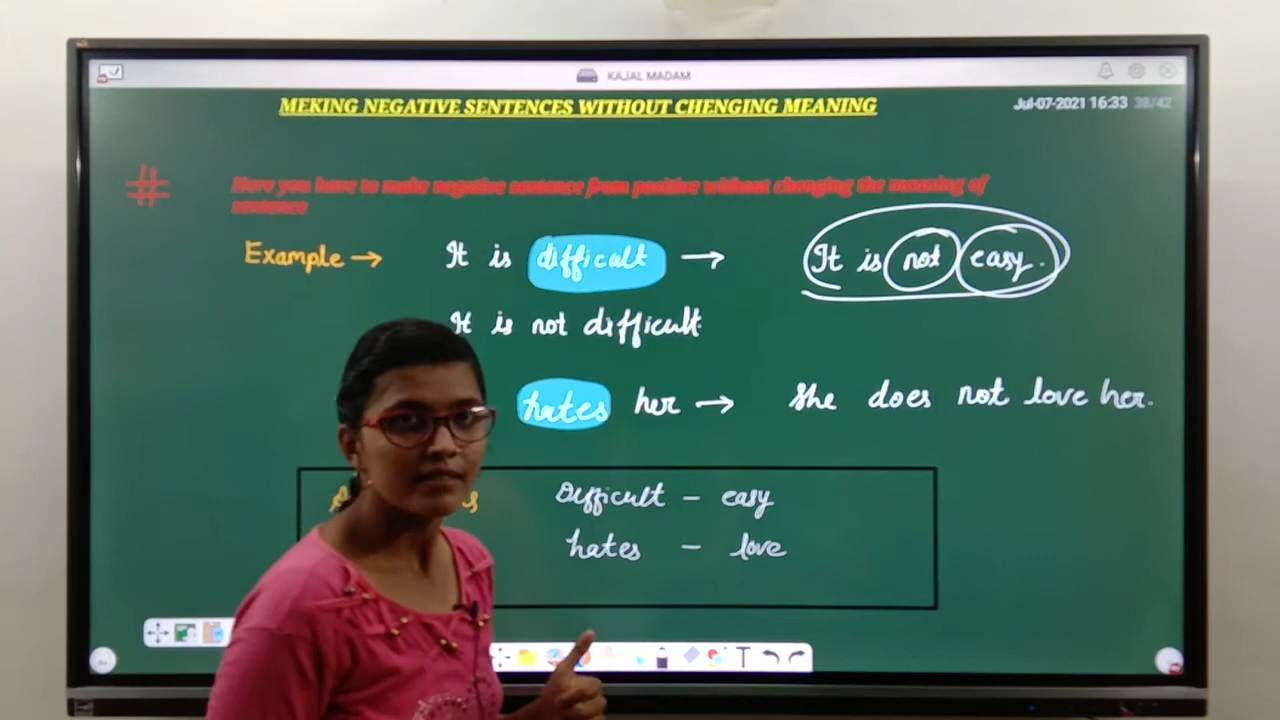 KAJAL MADAM
MEKING NEGATIVE SENTENCES WITHOUT CHENGING MEANING
Jul-07-2021 16:33 38/42
# Here you have to make negative sentence from positive without changing the meaning of
sentence
Example → It is difficult → It is not easy.
It is not difficult.
hates her → She does not love her.
Difficult - easy
hates - love
T